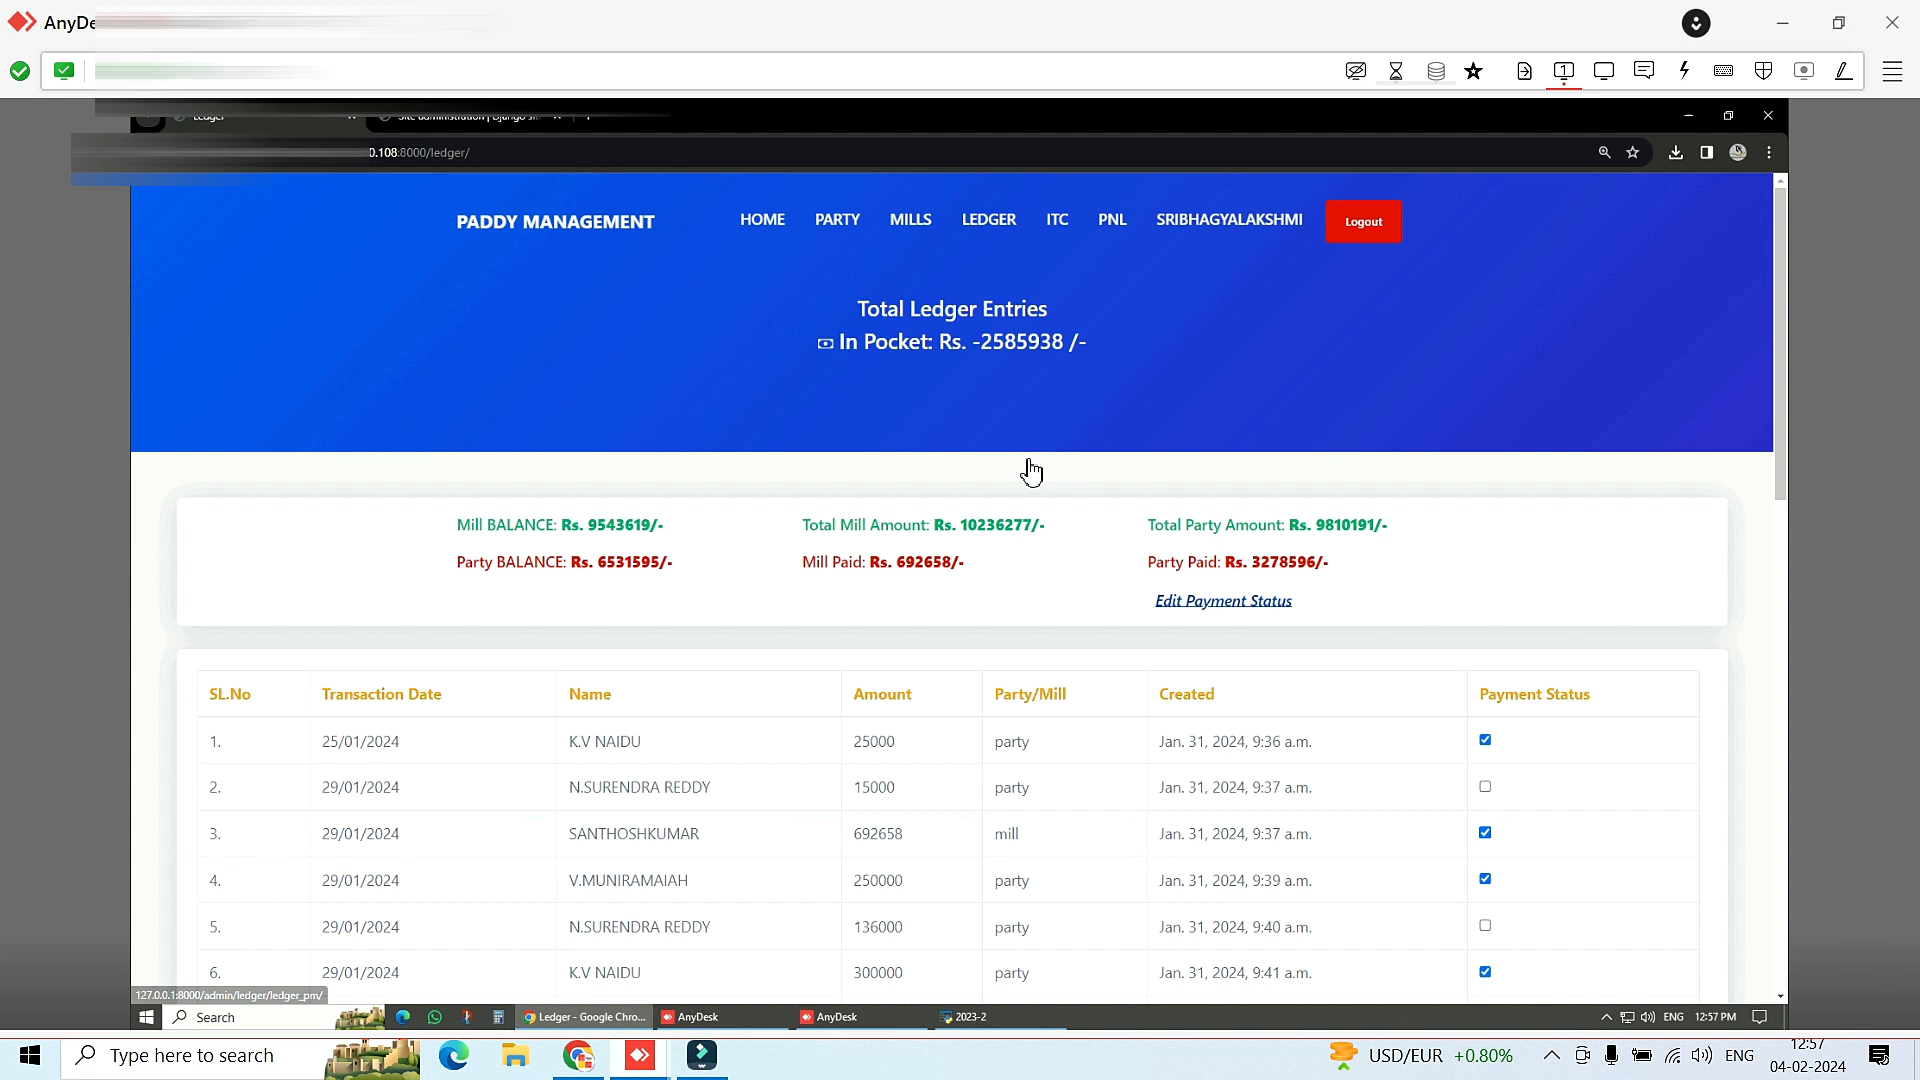 AnyDe
0.108:8000/ledger/
PADDY MANAGEMENT HOME PARTY MILLS LEDGER ITC PNL SRIBHAGYALAKSHMI Logout
Total Ledger Entries
In Pocket: Rs. -2585938 /-
Mill BALANCE: Rs. 9543619/- Total Mill Amount: Rs. 10236277/- Total Party Amount: Rs. 9810191/-
Party BALANCE: Rs. 6531595/- Mill Paid: Rs. 692658/- Party Paid: Rs. 3278596/-
Edit Payment Status
SL.No Transaction Date Name Amount Party/Mill Created Payment Status
1. 25/01/2024 K.V NAIDU 25000 party Jan. 31, 2024, 9:36 a.m.
2. 29/01/2024 N.SURENDRA REDDY 15000 party Jan. 31, 2024, 9:37 a.m.
3. 29/01/2024 SANTHOSHKUMAR 692658 mill Jan. 31, 2024, 9:37 a.m.
4. 29/01/2024 V.MUNIRAMAIAH 250000 party Jan. 31, 2024, 9:39 a.m.
5. 29/01/2024 N.SURENDRA REDDY 136000 party Jan. 31, 2024, 9:40 a.m.
6. 29/01/2024 K.V NAIDU 300000 party Jan. 31, 2024, 9:41 a.m.
127.0.0.1:8000/admin/ledger/ledger_pm/
Search Ledger - Google Chro... AnyDesk AnyDesk 2023-2 ENG 12:57 PM
Type here to search USD/EUR +0.80% ENG 12:57
04-02-2024